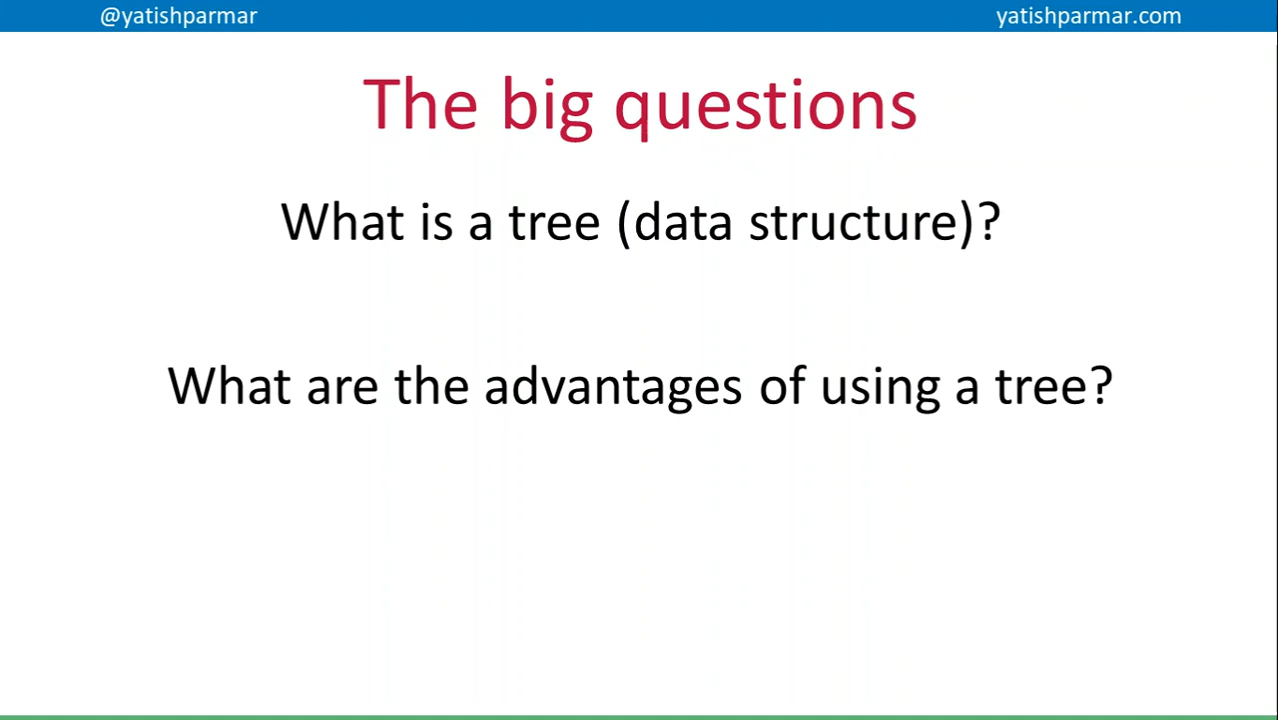 @yatishparmar
yatishparmar.com
The big questions
What is a tree (data structure)?
What are the advantages of using a tree?